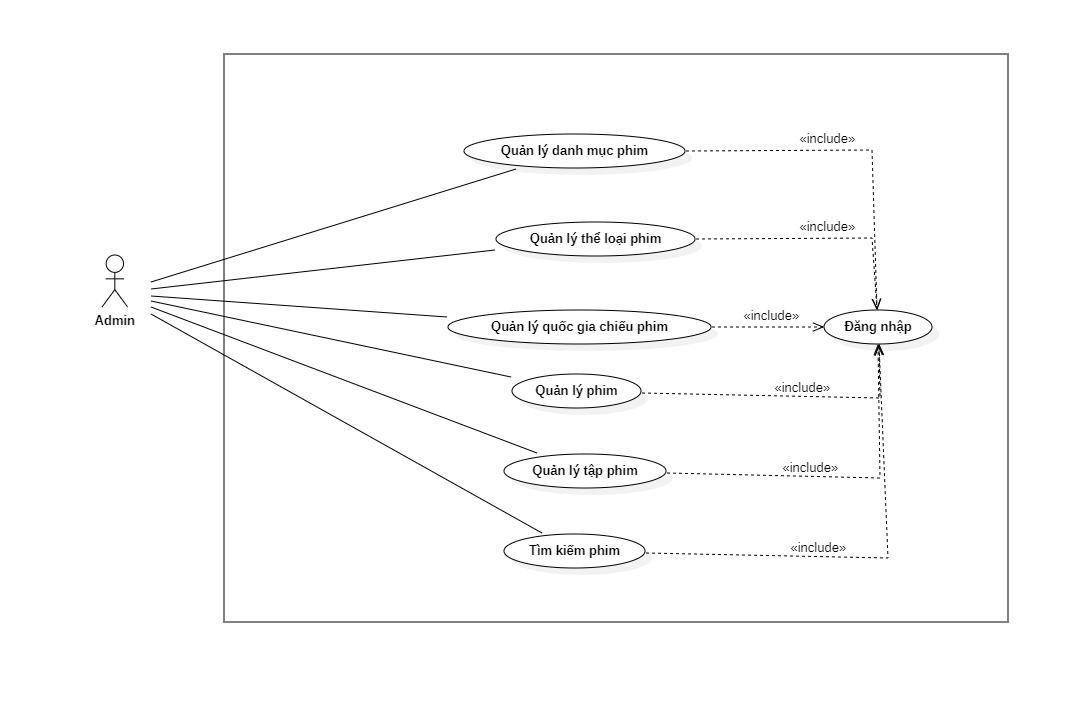 «include»
Quản lý danh mục phim
«include»
Quản lý thể loại phim
Admin
«include»
Quản lý quốc gia chiếu phim
Đăng nhập
«include»
Quản lý phim
«include»
Quản lý tập phim
«include»
Tìm kiếm phim